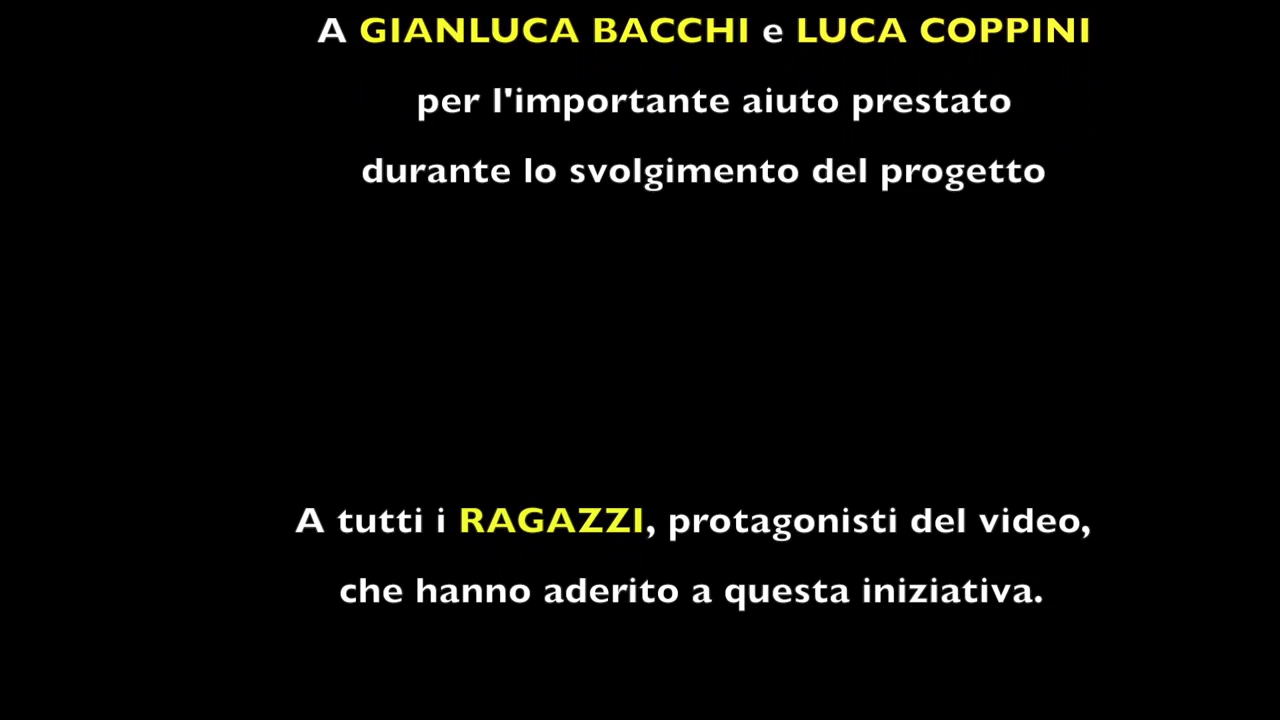 A GIANLUCA BACCHI e LUCA COPPINI
per l'importante aiuto prestato
durante lo svolgimento del progetto
A tutti i RAGAZZI, protagonisti del video,
che hanno aderito a questa iniziativa.